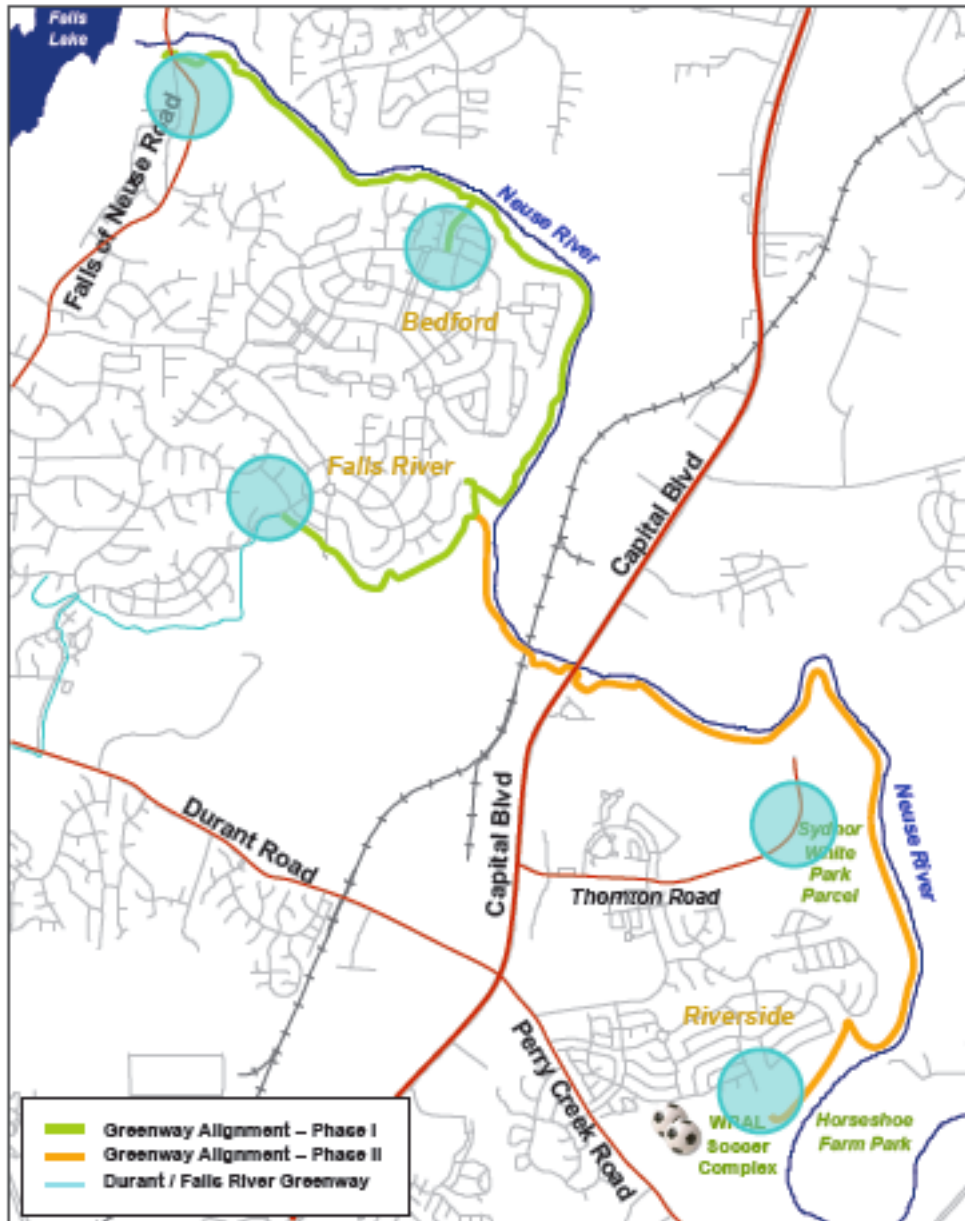 Falls
Lake
Falls of Neuse Road
Neuse River
Bedford
Falls River
Capital Blvd
Neuse River
Durant Road
Capital Blvd
Thornton Road
Sydnor
White
Park
Parcel
Riverside
Perry Creek Road
WRAL
Soccer
Complex
Horseshoe
Farm Park
Greenway Alignment – Phase I
Greenway Alignment – Phase II
Durant / Falls River Greenway